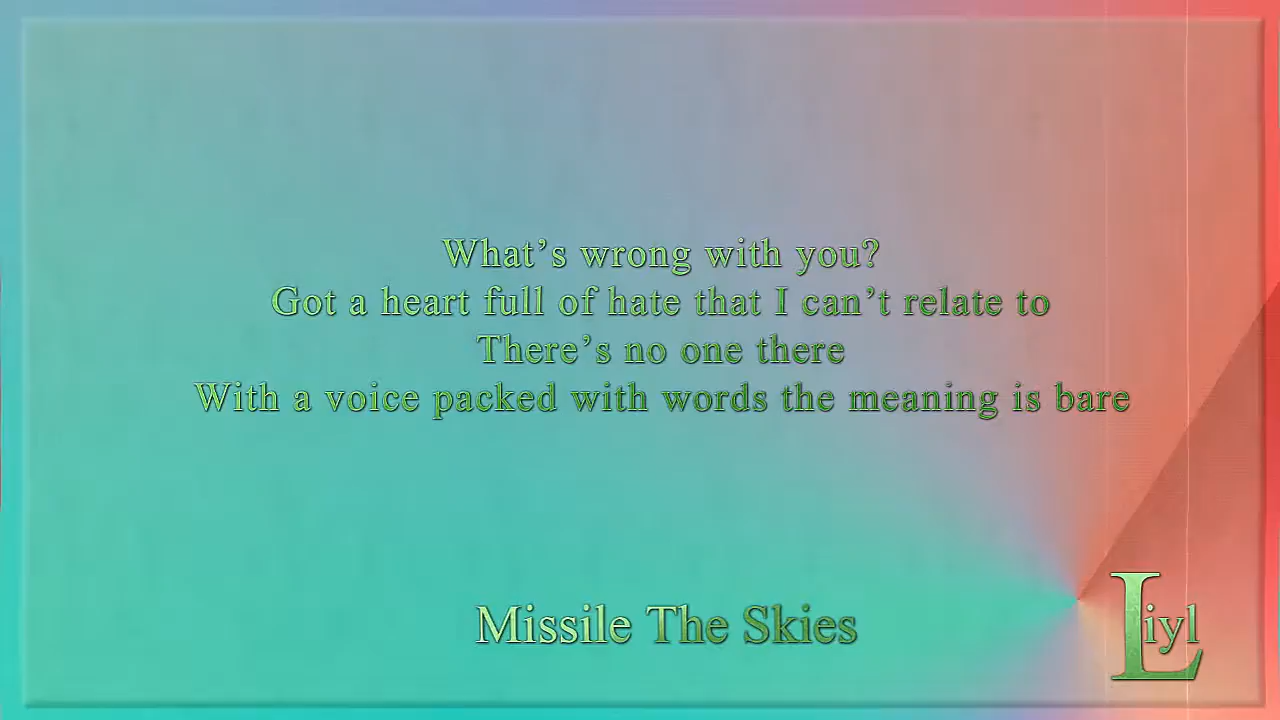 What’s wrong with you?
Got a heart full of hate that I can’t relate to
There’s no one there
With a voice packed with words the meaning is bare
Missile The Skies
Liyl